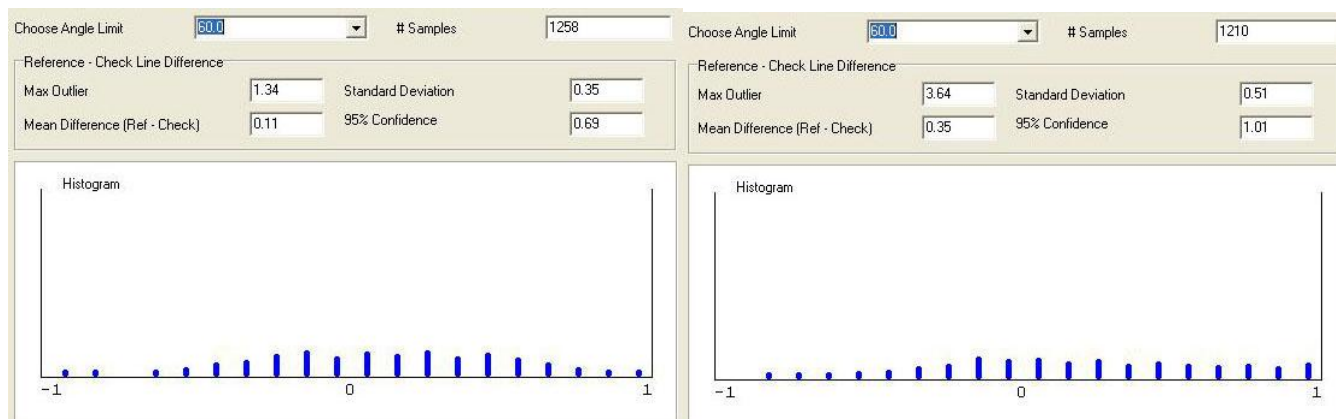 Choose Angle Limit 60.0 # Samples 1258
Reference - Check Line Difference
Max Outlier 1.34 Standard Deviation 0.35
Mean Difference (Ref - Check) 0.11 95% Confidence 0.69
Histogram
-1 0 1
Choose Angle Limit 60.0 # Samples 1210
Reference - Check Line Difference
Max Outlier 3.64 Standard Deviation 0.51
Mean Difference (Ref - Check) 0.35 95% Confidence 1.01
Histogram
-1 0 1